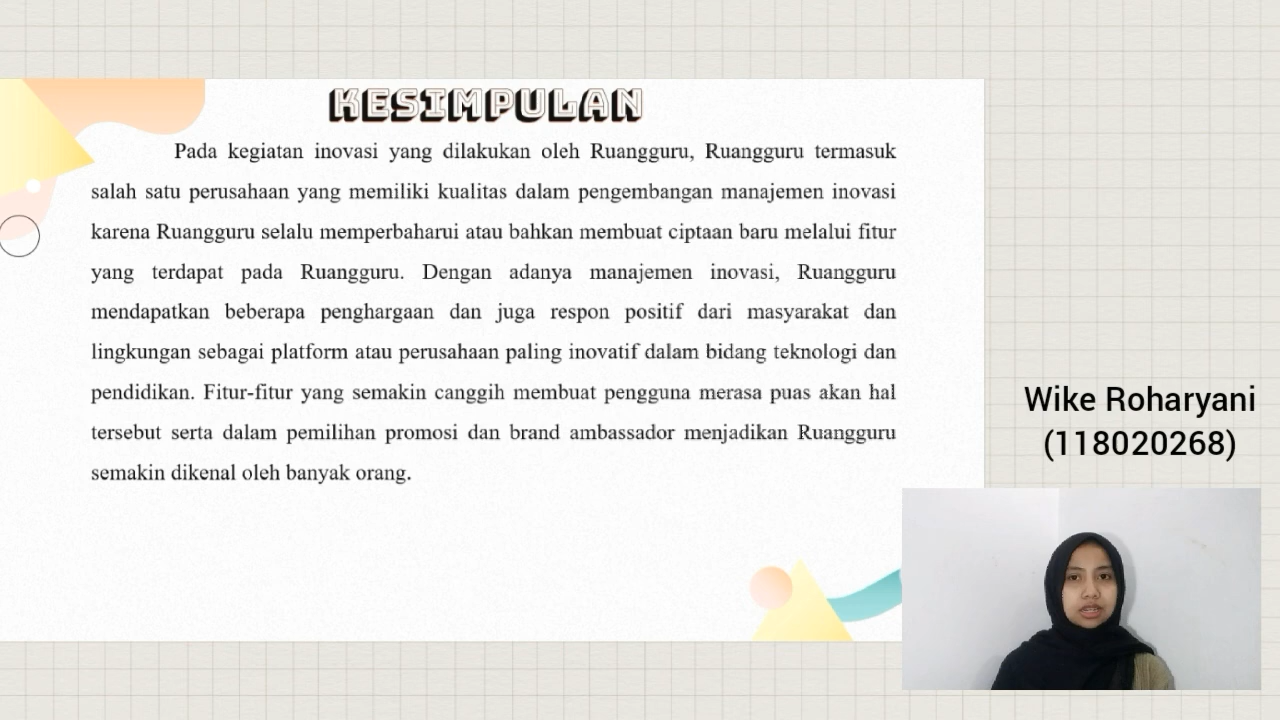 KESIMPULAN
Pada kegiatan inovasi yang dilakukan oleh Ruangguru, Ruangguru termasuk
salah satu perusahaan yang memiliki kualitas dalam pengembangan manajemen inovasi
karena Ruangguru selalu memperbaharui atau bahkan membuat ciptaan baru melalui fitur
yang terdapat pada Ruangguru. Dengan adanya manajemen inovasi, Ruangguru
mendapatkan beberapa penghargaan dan juga respon positif dari masyarakat dan
lingkungan sebagai platform atau perusahaan paling inovatif dalam bidang teknologi dan
pendidikan. Fitur-fitur yang semakin canggih membuat pengguna merasa puas akan hal
tersebut serta dalam pemilihan promosi dan brand ambassador menjadikan Ruangguru
semakin dikenal oleh banyak orang.
Wike Roharyani
(118020268)